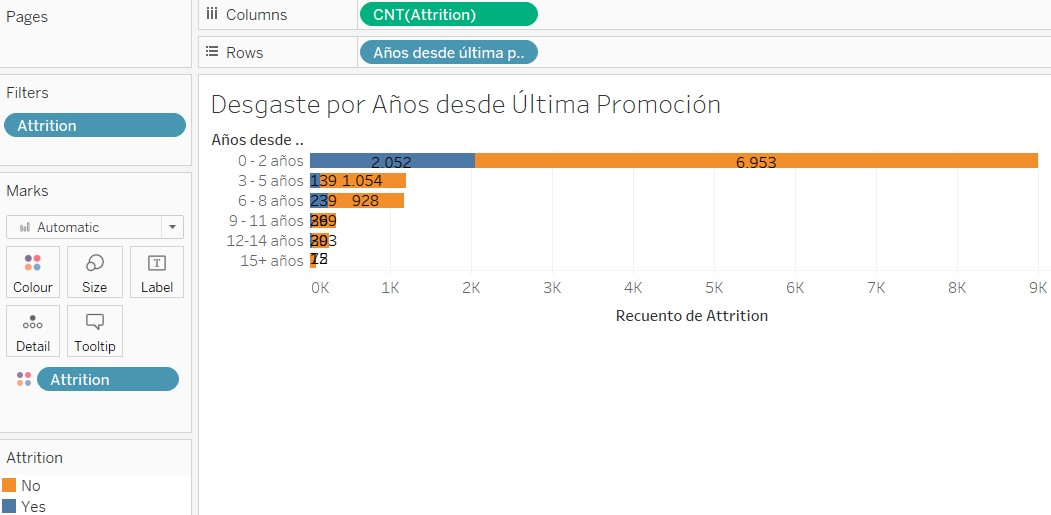 Pages
Columns
CNT(Attrition)
Rows
Años desde última p..
Filters
Attrition
Marks
Automatic
Colour
Size
Label
Detail
Tooltip
Attrition
Attrition
No
Yes
Desgaste por Años desde Última Promoción
Años desde ..
0 - 2 años 2.052 6.953
3 - 5 años 139 1.054
6 - 8 años 239 928
9 - 11 años
12-14 años
15+ años
0K 1K 2K 3K 4K 5K 6K 7K 8K 9K
Recuento de Attrition